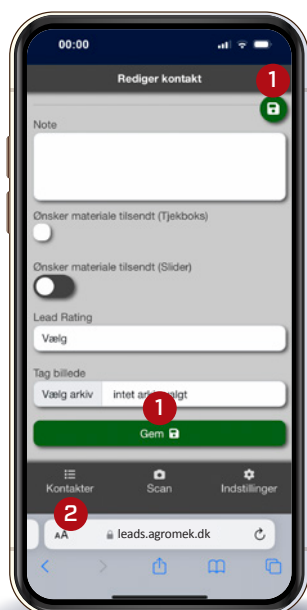 00:00
Rediger kontakt
1
Note
Ønsker materiale tilsendt (Tjekboks)
Ønsker materiale tilsendt (Slider)
Lead Rating
Vælg
Tag billede
Vælg arkiv intet arkiv valgt
1
Gem
Kontakter Scan Indstillinger
2
AA leads.agromek.dk